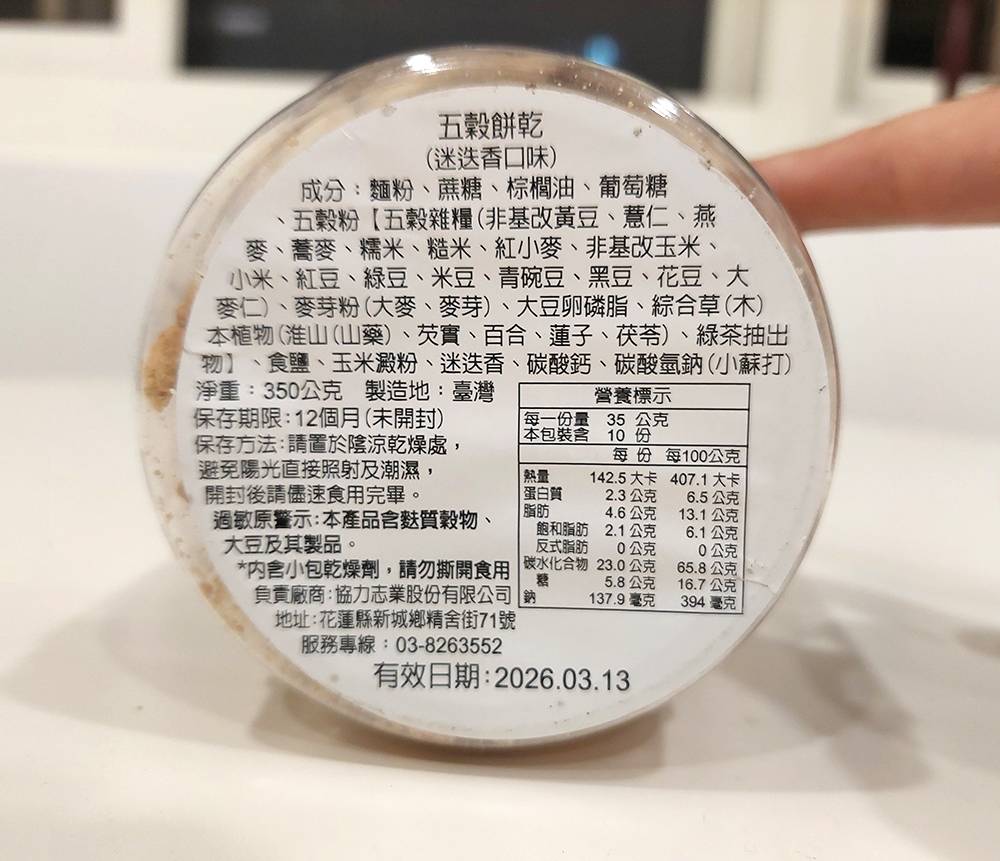 五穀餅乾
(迷迭香口味)
成分：麵粉、蔗糖、棕櫚油、葡萄糖
、五穀粉【五穀雜糧(非基改黃豆、薏仁、燕
麥、蕎麥、糯米、糙米、紅小麥、非基改玉米、
小米、紅豆、綠豆、米豆、青碗豆、黑豆、花豆、大
麥仁)、麥芽粉(大麥、麥芽)、大豆卵磷脂、綜合草(木)
本植物(淮山(山藥)、芡實、百合、蓮子、茯苓)、綠茶抽出
物】、食鹽、玉米澱粉、迷迭香、碳酸鈣、碳酸氫鈉(小蘇打)
淨重：350公克 製造地：臺灣
保存期限:12個月(未開封)
保存方法:請置於陰涼乾燥處，
避免陽光直接照射及潮濕，
開封後請儘速食用完畢。
過敏原警示:本產品含麩質穀物、
大豆及其製品。
*內含小包乾燥劑，請勿撕開食用
負責廠商:協力志業股份有限公司
地址:花蓮縣新城鄉精舍街71號
服務專線：03-8263552
有效日期:2026.03.13
營養標示
每一份量 35 公克
本包裝含 10 份
每 份 每100公克
熱量 142.5 大卡 407.1 大卡
蛋白質 2.3 公克 6.5 公克
脂肪 4.6 公克 13.1 公克
飽和脂肪 2.1 公克 6.1 公克
反式脂肪 0 公克 0 公克
碳水化合物 23.0 公克 65.8 公克
糖 5.8 公克 16.7 公克
鈉 137.9 毫克 394 毫克